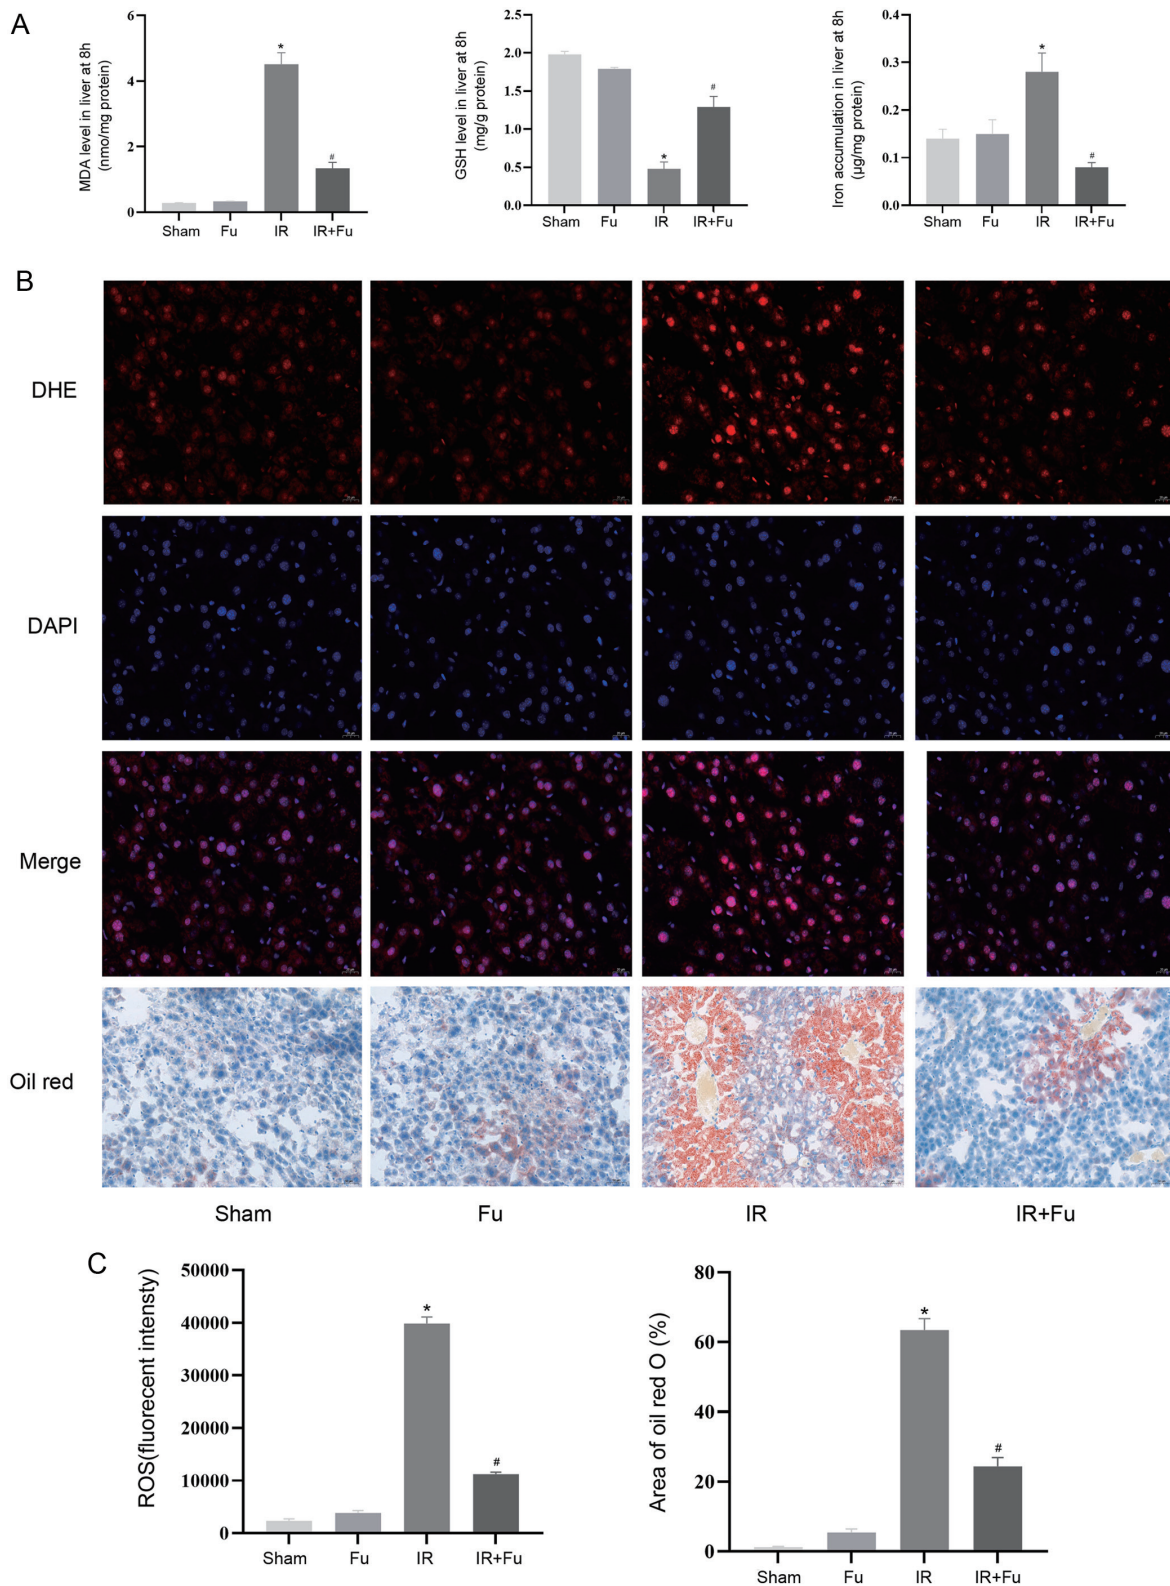 A
MDA level in liver at 8h
(nmo/mg protein)
6
4
2
0
*
#
Sham Fu IR IR+Fu
GSH level in liver at 8h
(mg/g protein)
2.5
2.0
1.5
1.0
0.5
0.0
*
#
Sham Fu IR IR+Fu
Iron accumulation in liver at 8h
(μg/mg protein)
0.4
0.3
0.2
0.1
0.0
*
#
Sham Fu IR IR+Fu
B
DHE
DAPI
Merge
Oil red
Sham Fu IR IR+Fu
C
ROS(fluorecent intensty)
50000
40000
30000
20000
10000
0
*
#
Sham Fu IR IR+Fu
Area of oil red O (%)
80
60
40
20
0
*
#
Sham Fu IR IR+Fu